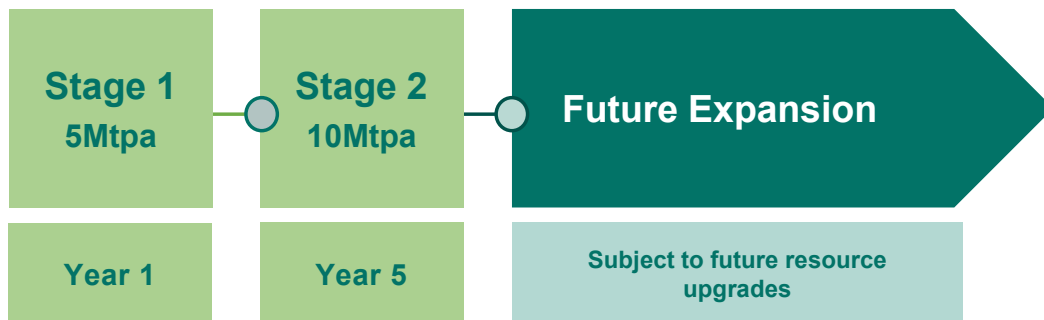 Stage 1
5Mtpa
Stage 2
10Mtpa
Future Expansion
Year 1
Year 5
Subject to future resource
upgrades